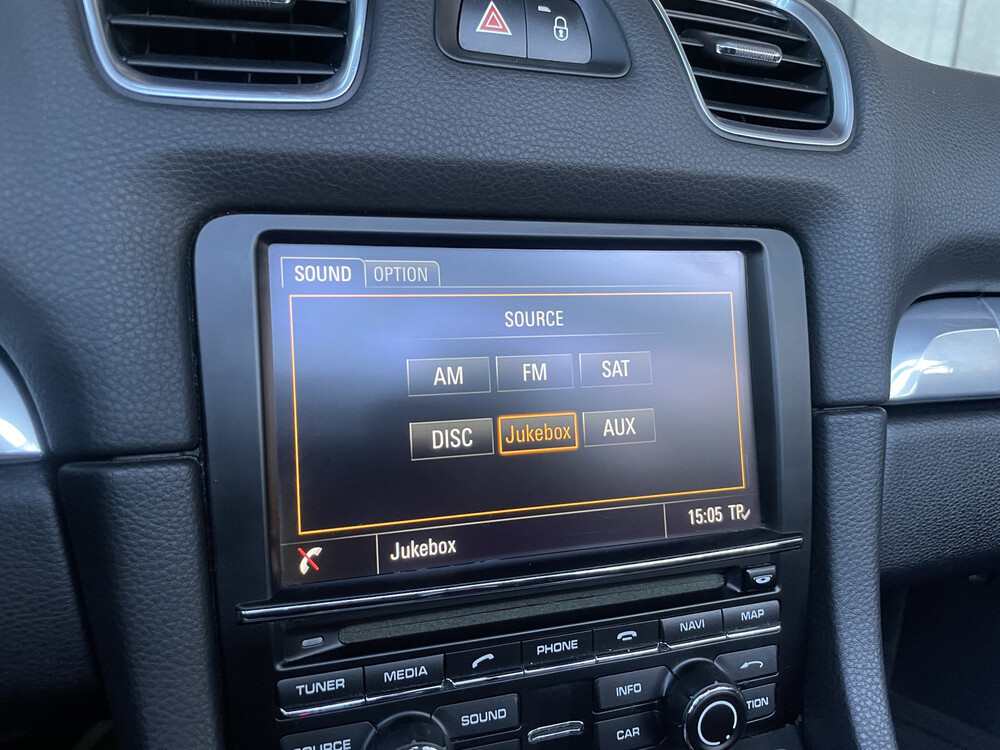 SOUND OPTION
SOURCE
AM FM SAT
DISC Jukebox AUX
15:05 TP
Jukebox
TUNER MEDIA PHONE NAVI MAP
SOUND INFO
SOURCE CAR